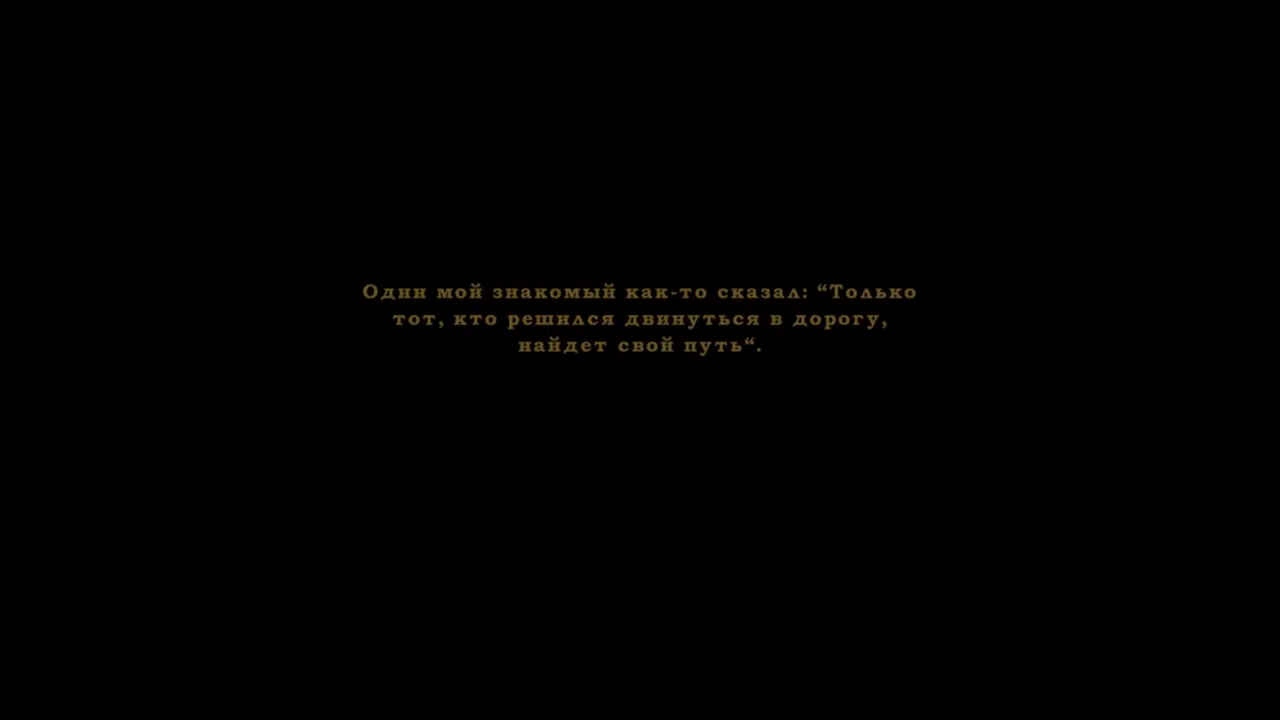 Один мой знакомый как-то сказал: “Только
тот, кто решился двинуться в дорогу,
найдет свой путь“.